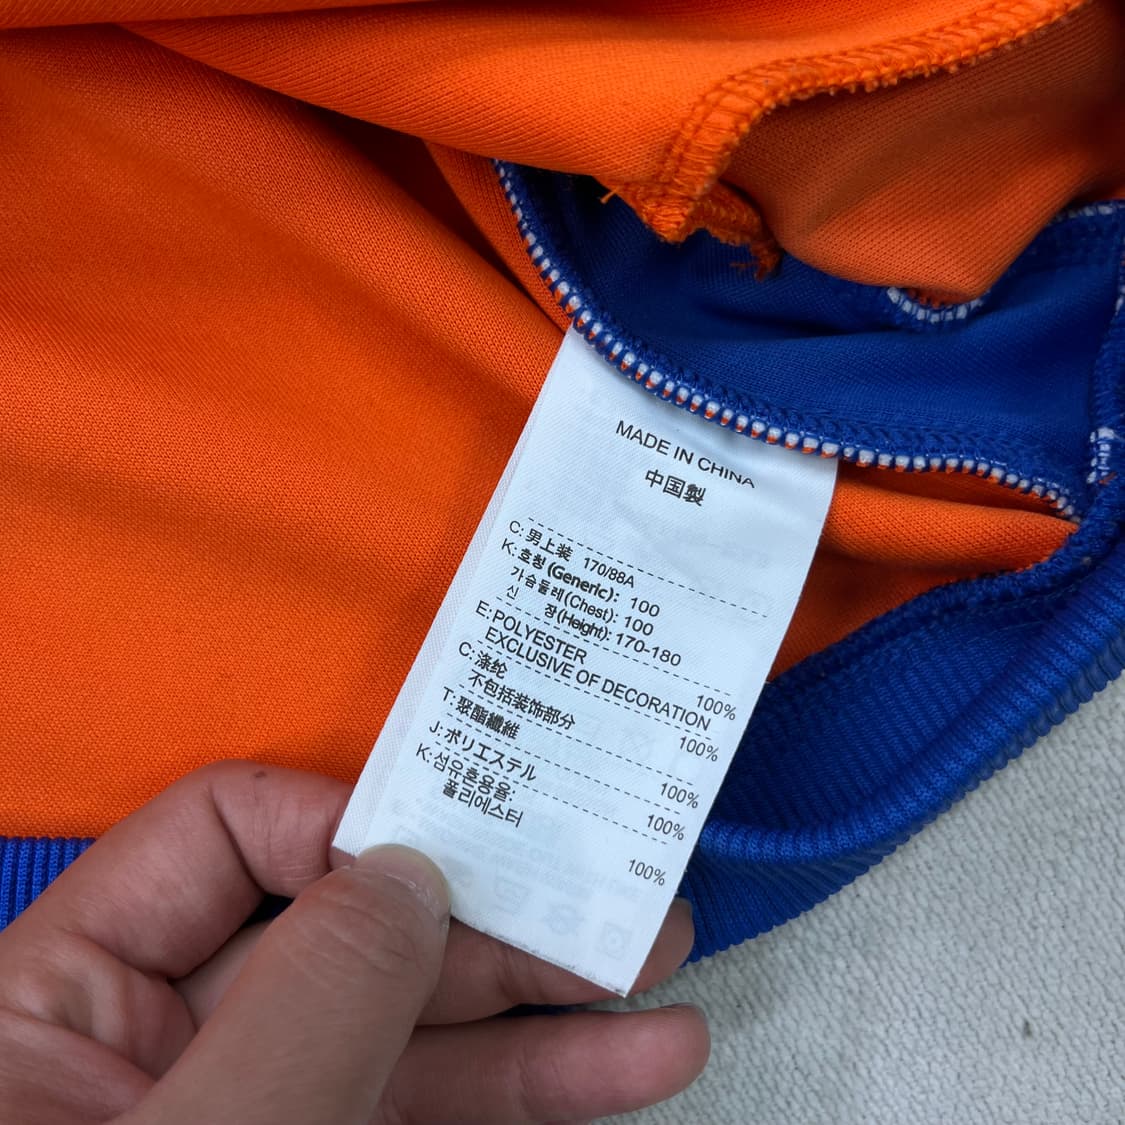 MADE IN CHINA
中国製
C: 男上装 170/88A
K: 호칭(Generic): 100
가슴둘레(Chest): 100
신 장(Height): 170-180
E: POLYESTER 100%
EXCLUSIVE OF DECORATION
C: 涤纶 100%
不包括装饰部分
T: 聚酯纖維 100%
J: ポリエステル 100%
K: 섬유혼용율:
폴리에스터 100%